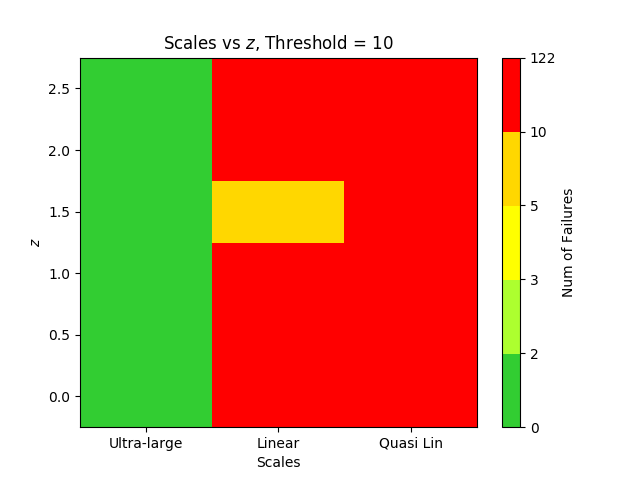 Scales vs z, Threshold = 10
2.5
2.0
1.5
1.0
0.5
0.0
z
Ultra-large Linear Quasi Lin
Scales
122
10
5
3
2
0
Num of Failures